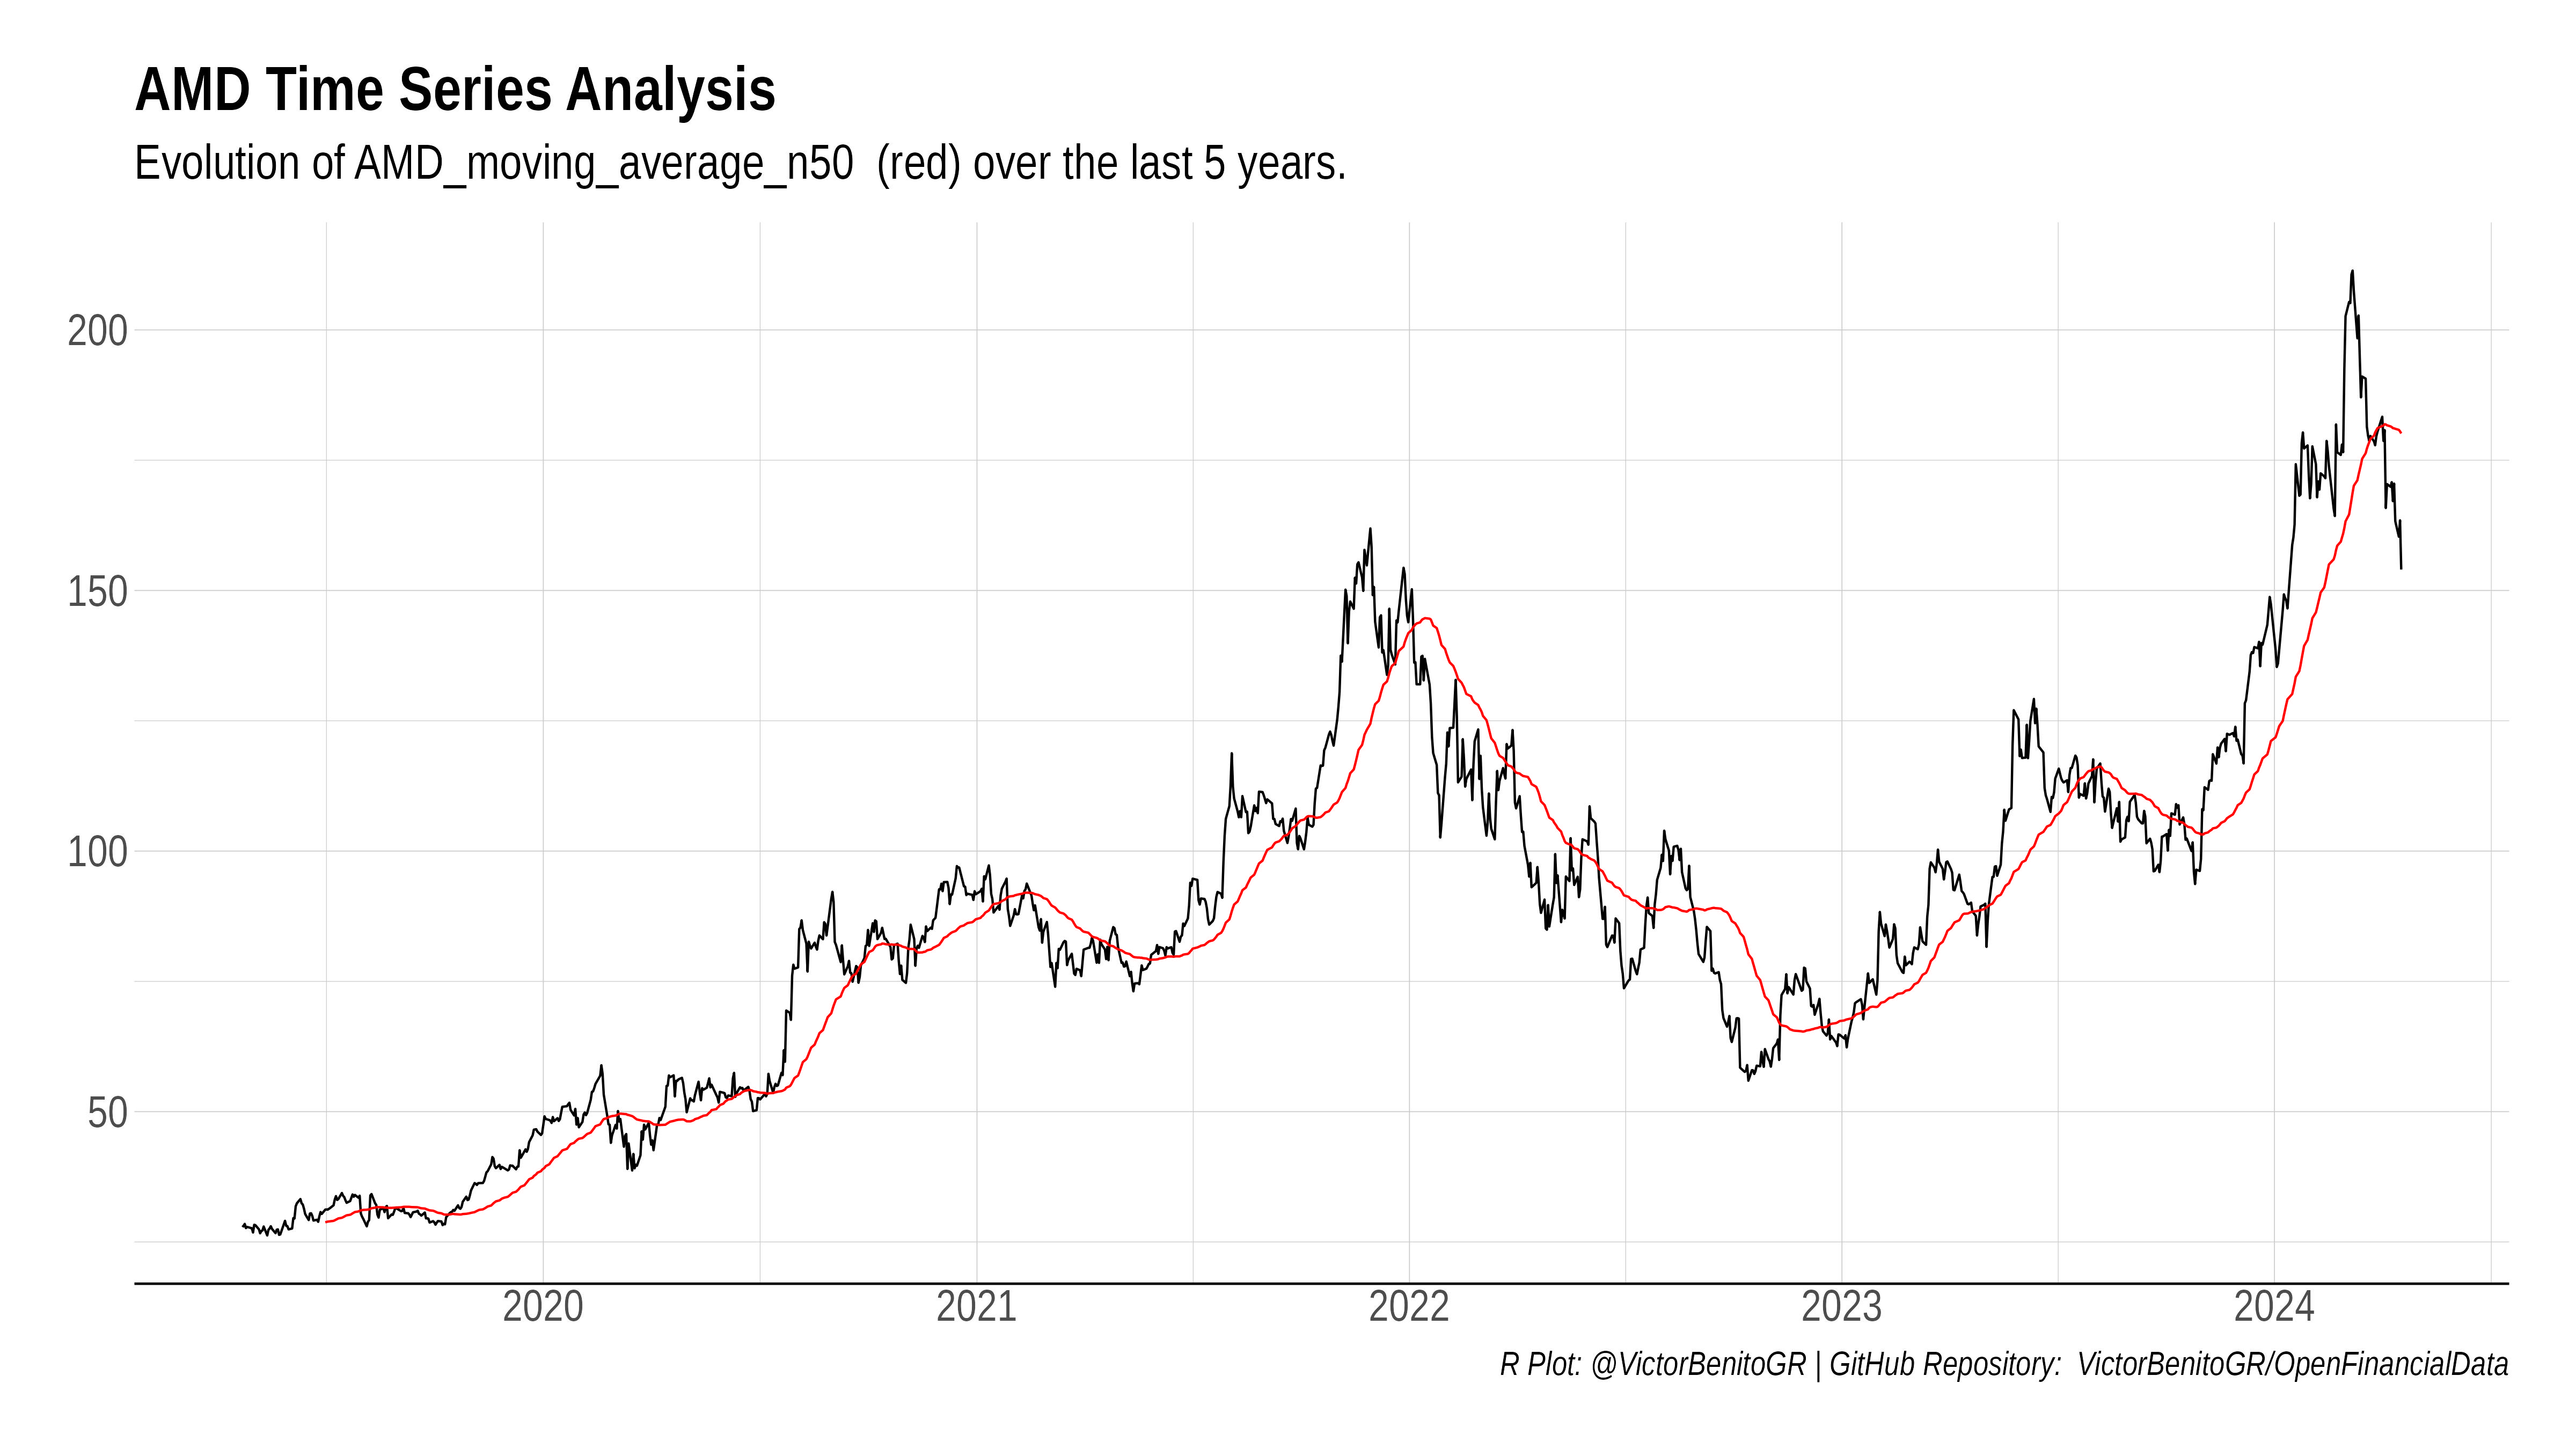 AMD Time Series Analysis
Evolution of AMD_moving_average_n50  (red) over the last 5 years.
200
150
100
50
2020 2021 2022 2023 2024
R Plot: @VictorBenitoGR | GitHub Repository:  VictorBenitoGR/OpenFinancialData